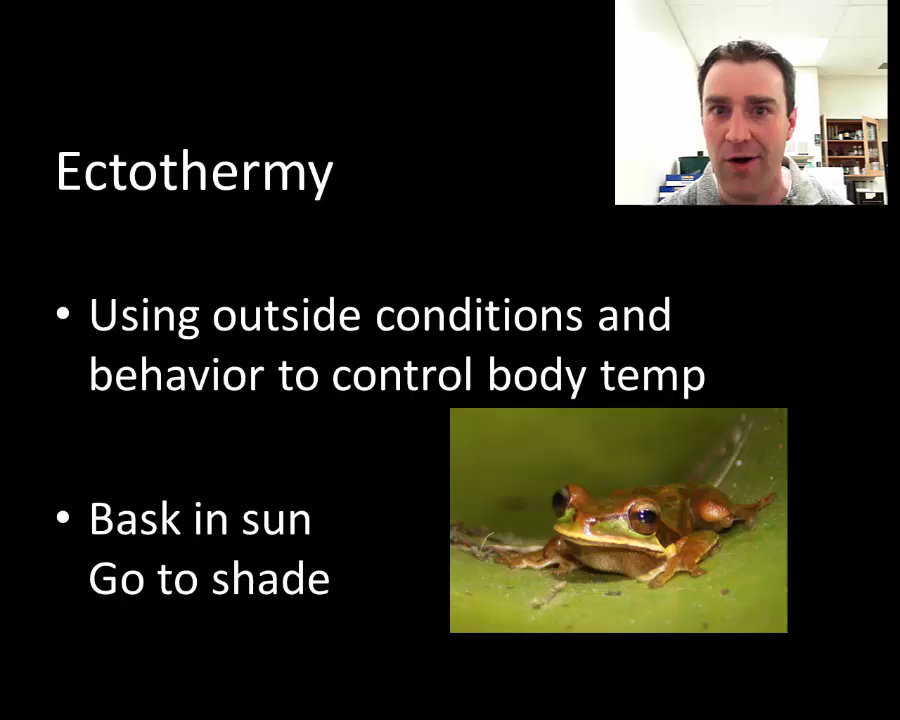 Ectothermy
• Using outside conditions and
behavior to control body temp
• Bask in sun
Go to shade